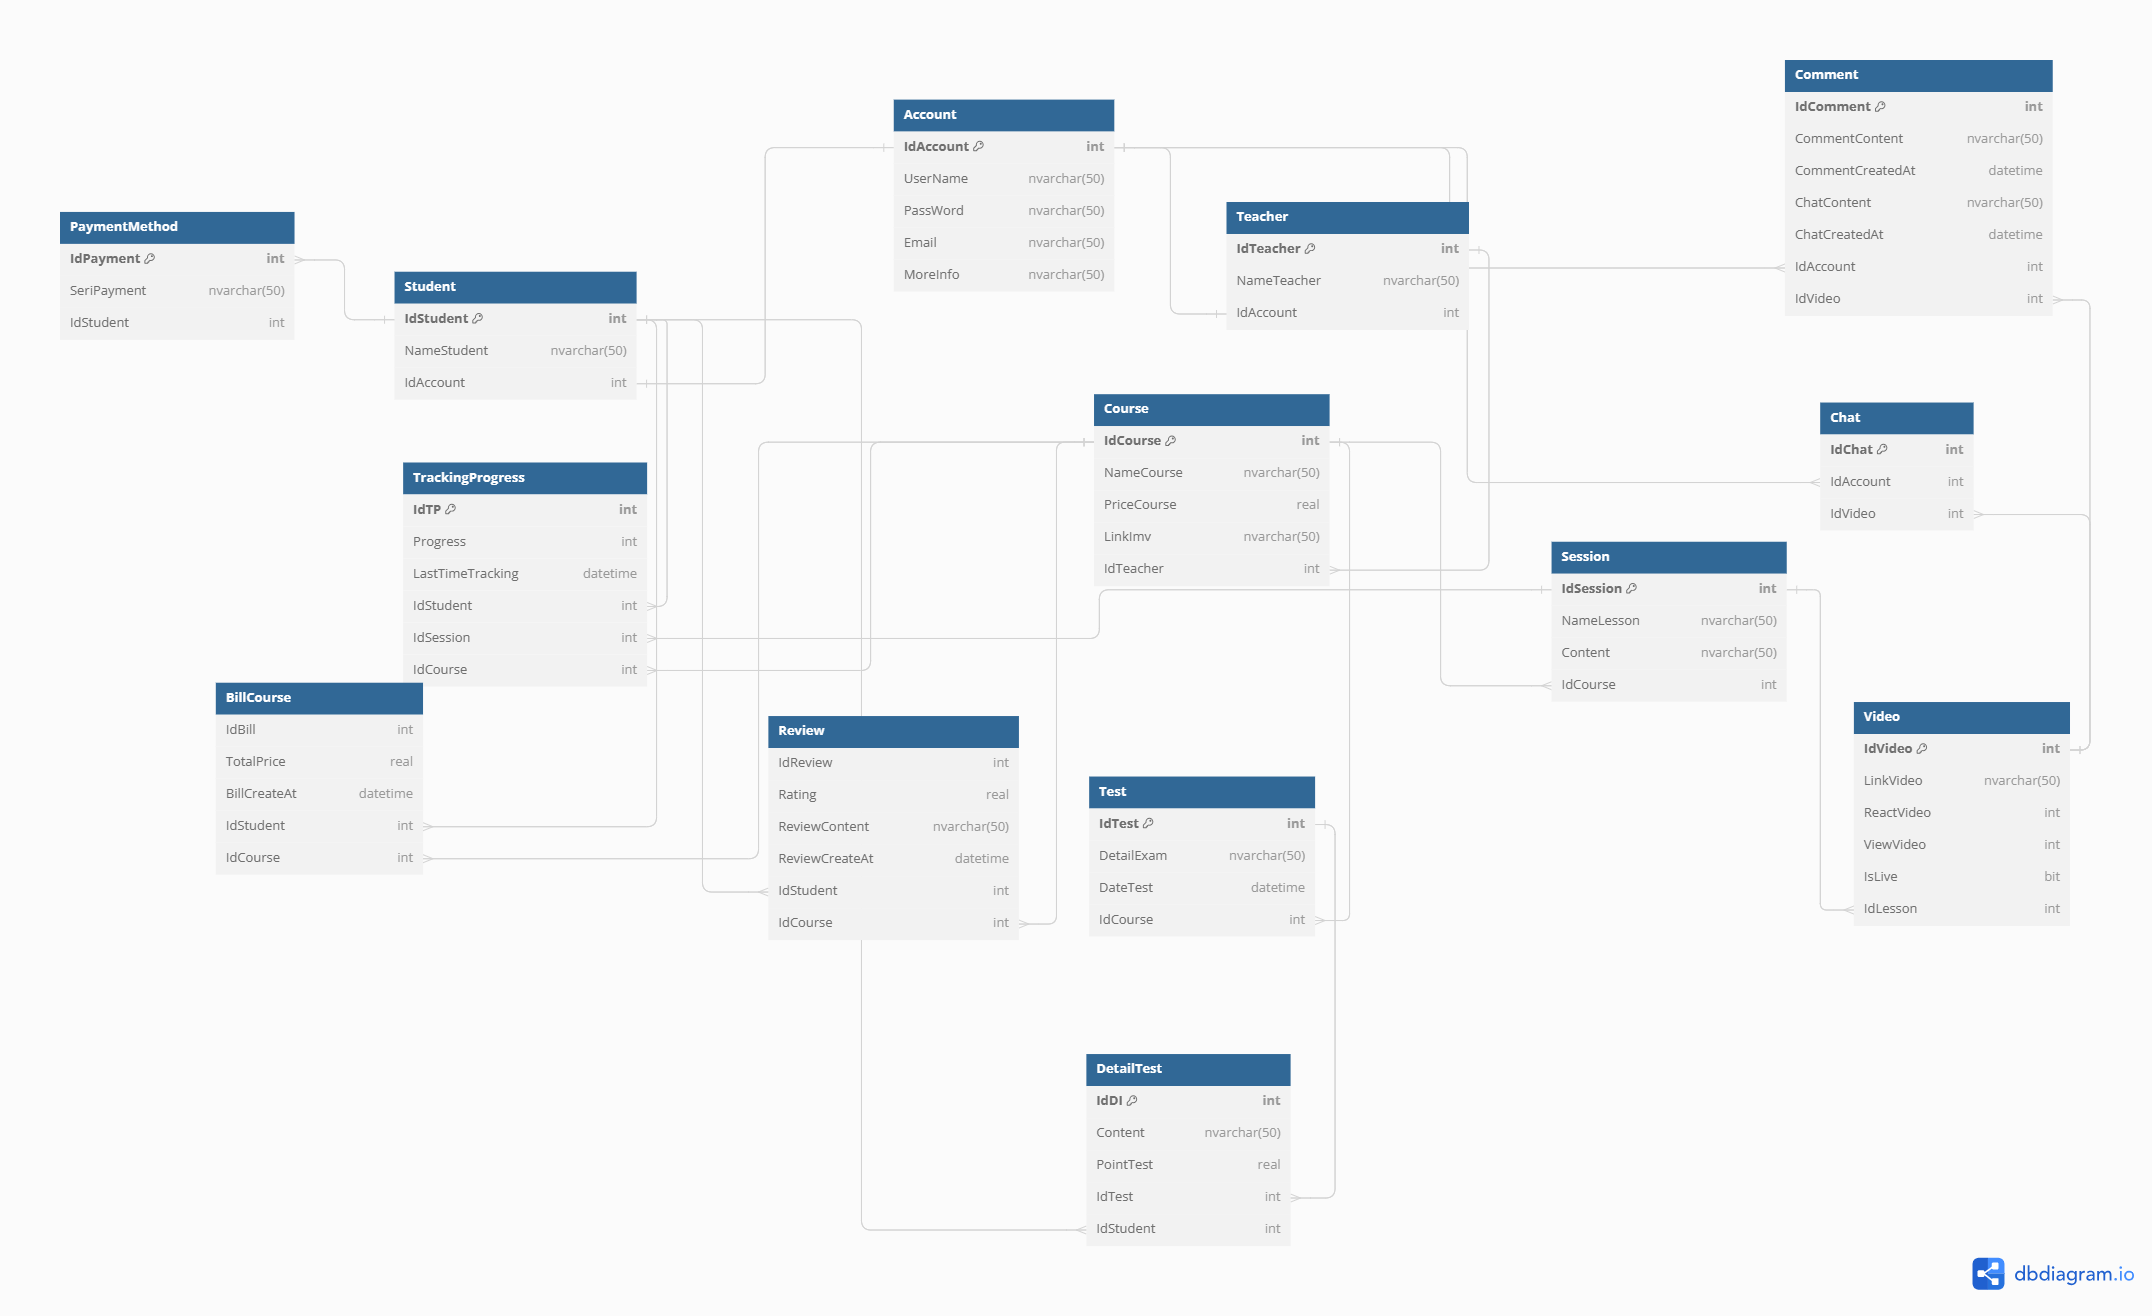 Comment
IdComment int
CommentContent nvarchar(50)
CommentCreatedAt datetime
ChatContent nvarchar(50)
ChatCreatedAt datetime
IdAccount int
IdVideo int
Account
IdAccount int
UserName nvarchar(50)
PassWord nvarchar(50)
Email nvarchar(50)
MoreInfo nvarchar(50)
Teacher
IdTeacher int
NameTeacher nvarchar(50)
IdAccount int
PaymentMethod
IdPayment int
SeriPayment nvarchar(50)
IdStudent int
Student
IdStudent int
NameStudent nvarchar(50)
IdAccount int
Course
IdCourse int
NameCourse nvarchar(50)
PriceCourse real
LinkImv nvarchar(50)
IdTeacher int
Chat
IdChat int
IdAccount int
IdVideo int
TrackingProgress
IdTP int
Progress int
LastTimeTracking datetime
IdStudent int
IdSession int
IdCourse int
Session
IdSession int
NameLesson nvarchar(50)
Content nvarchar(50)
IdCourse int
BillCourse
IdBill int
TotalPrice real
BillCreateAt datetime
IdStudent int
IdCourse int
Video
IdVideo int
LinkVideo nvarchar(50)
ReactVideo int
ViewVideo int
IsLive bit
IdLesson int
Review
IdReview int
Rating real
ReviewContent nvarchar(50)
ReviewCreateAt datetime
IdStudent int
IdCourse int
Test
IdTest int
DetailExam nvarchar(50)
DateTest datetime
IdCourse int
DetailTest
IdDI int
Content nvarchar(50)
PointTest real
IdTest int
IdStudent int
dbdiagram.io